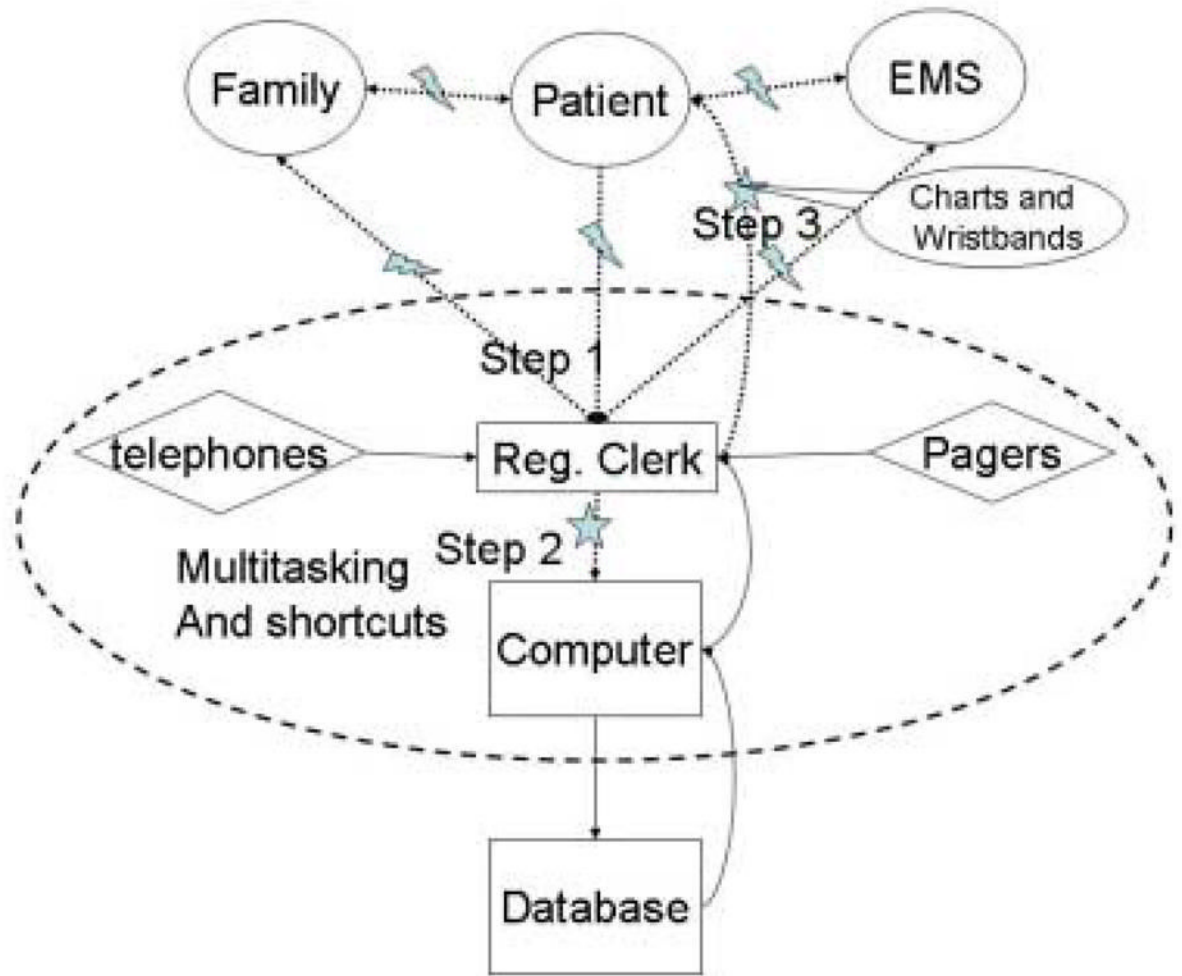 Family
Patient
EMS
Charts and
Wristbands
Step 3
Step 1
telephones
Reg. Clerk
Pagers
Step 2
Multitasking
And shortcuts
Computer
Database